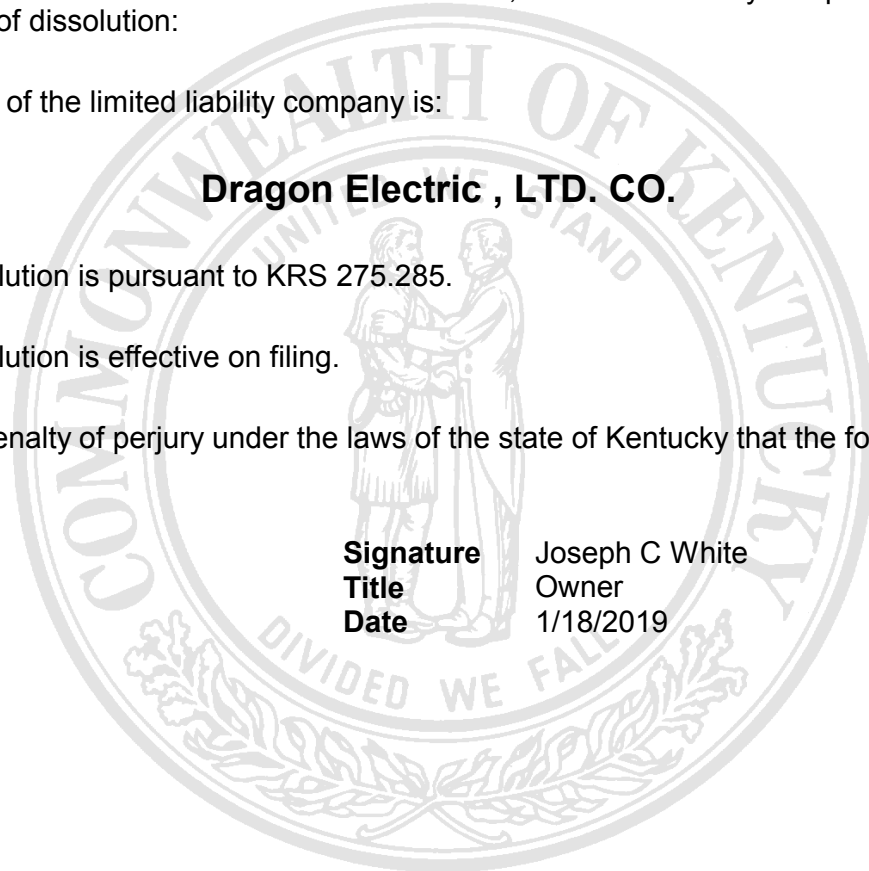 of dissolution:
of the limited liability company is:
Dragon Electric , LTD. CO.
lution is pursuant to KRS 275.285.
lution is effective on filing.
enalty of perjury under the laws of the state of Kentucky that the fo
Signature Joseph C White
Title Owner
Date 1/18/2019
COMMONWEALTH OF KENTUCKY
UNITED WE STAND
DIVIDED WE FALL